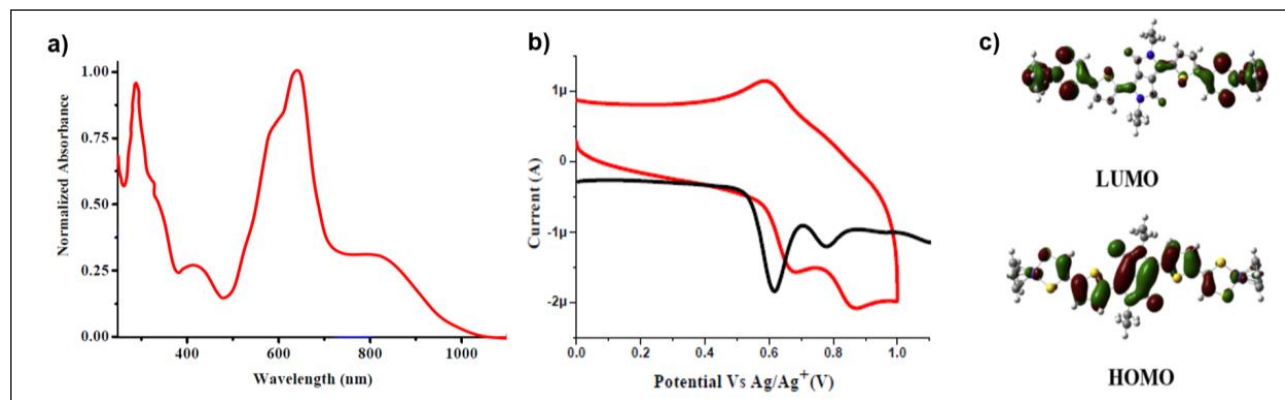 a)
1.00
0.75
0.50
0.25
0.00
Normalized Absorbance
400
600
800
1000
Wavelength (nm)
b)
1µ
0
-1µ
-2µ
Current (A)
0.0
0.2
0.4
0.6
0.8
1.0
Potential Vs Ag/Ag⁺(V)
c)
LUMO
HOMO